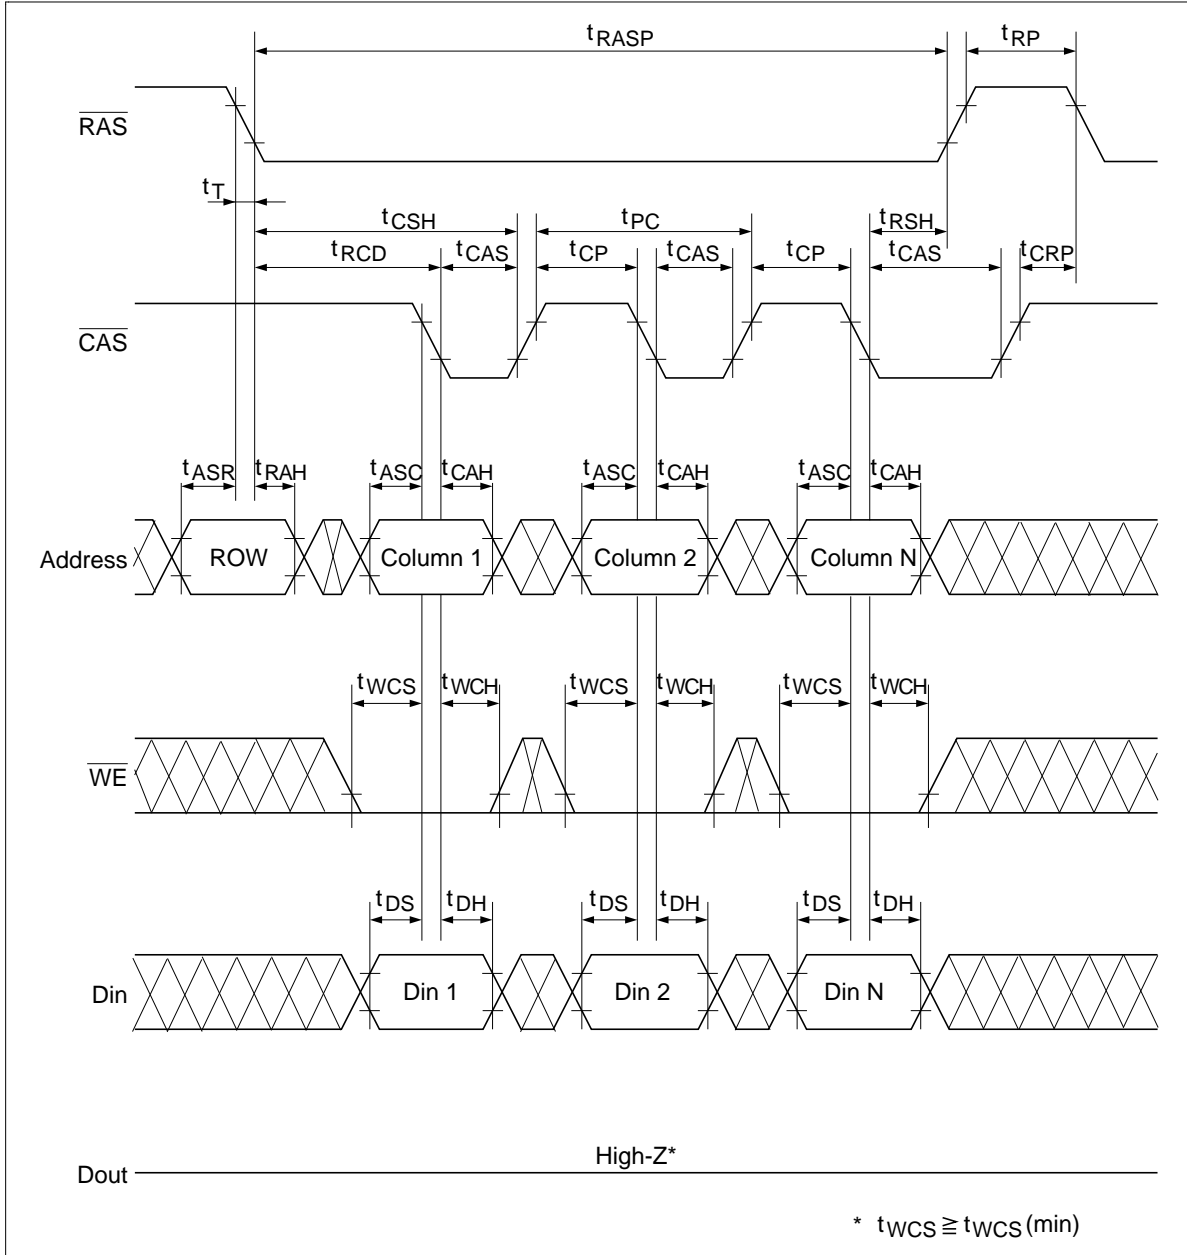 tRASP tRP
RAS
tT
tCSH tPC tRSH
tRCD tCAS tCP tCAS tCP tCAS tCRP
CAS
tASR tRAH tASC tCAH tASC tCAH tASC tCAH
Address ROW Column 1 Column 2 Column N
tWCS tWCH tWCS tWCH tWCS tWCH
WE
tDS tDH tDS tDH tDS tDH
Din Din 1 Din 2 Din N
High-Z*
Dout
* tWCS ≧ tWCS (min)